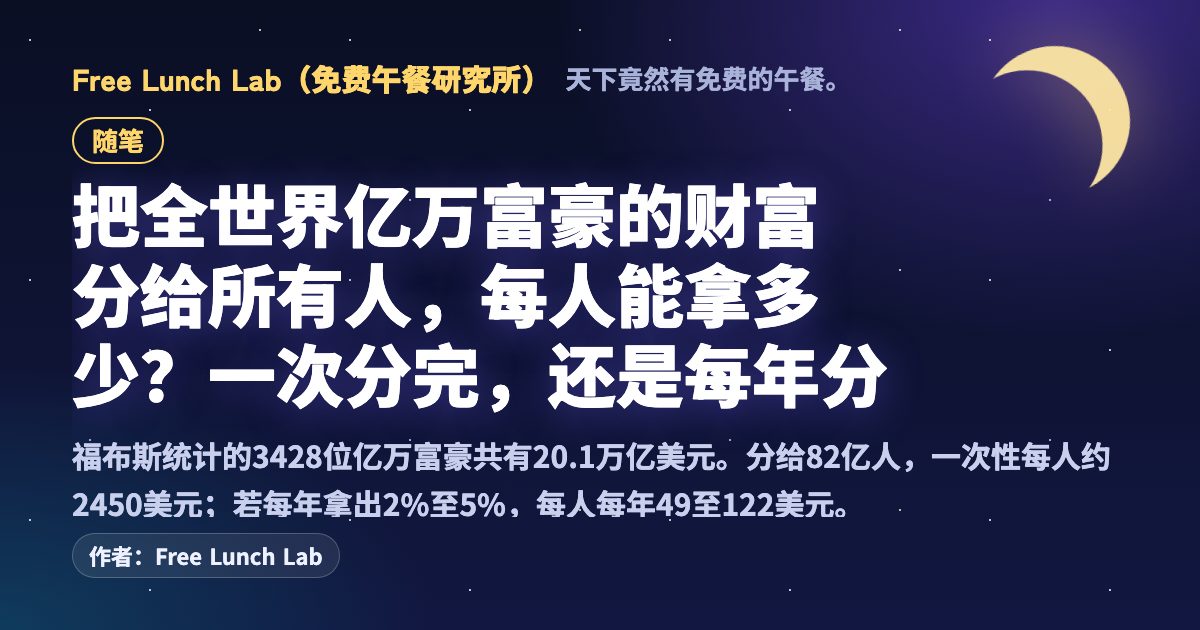 Free Lunch Lab（免费午餐研究所） 天下竟然有免费的午餐。
随笔
把全世界亿万富豪的财富
分给所有人，每人能拿多
少？一次分完，还是每年分
福布斯统计的3428位亿万富豪共有20.1万亿美元。分给82亿人，一次性每人约
2450美元；若每年拿出2%至5%，每人每年49至122美元。
作者：Free Lunch Lab